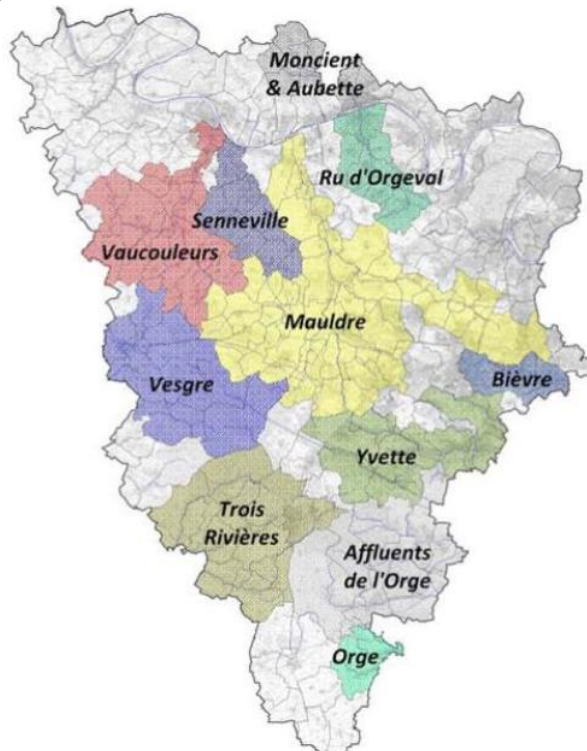 Moncient
& Aubette
Ru d'Orgeval
Senneville
Vaucouleurs
Mauldre
Vesgre
Bièvre
Yvette
Trois
Rivières
Affluents
de l'Orge
Orge